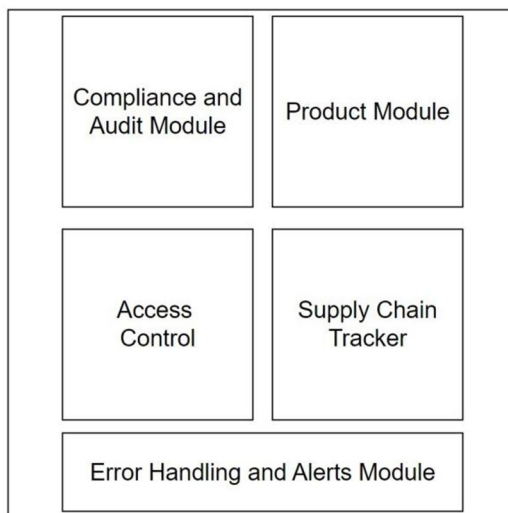 Compliance and
Audit Module
Product Module
Access
Control
Supply Chain
Tracker
Error Handling and Alerts Module